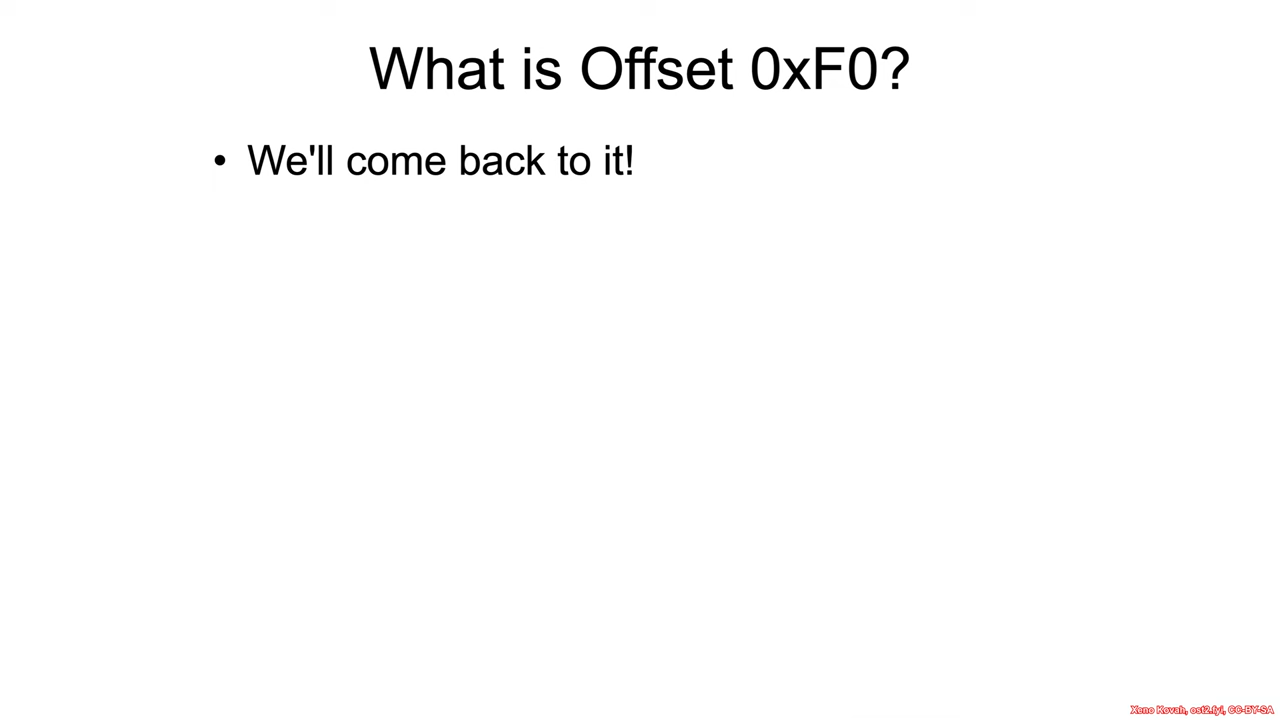 What is Offset 0xF0?
• We'll come back to it!
Xeno Kovah, ost2.fyi, CC-BY-SA